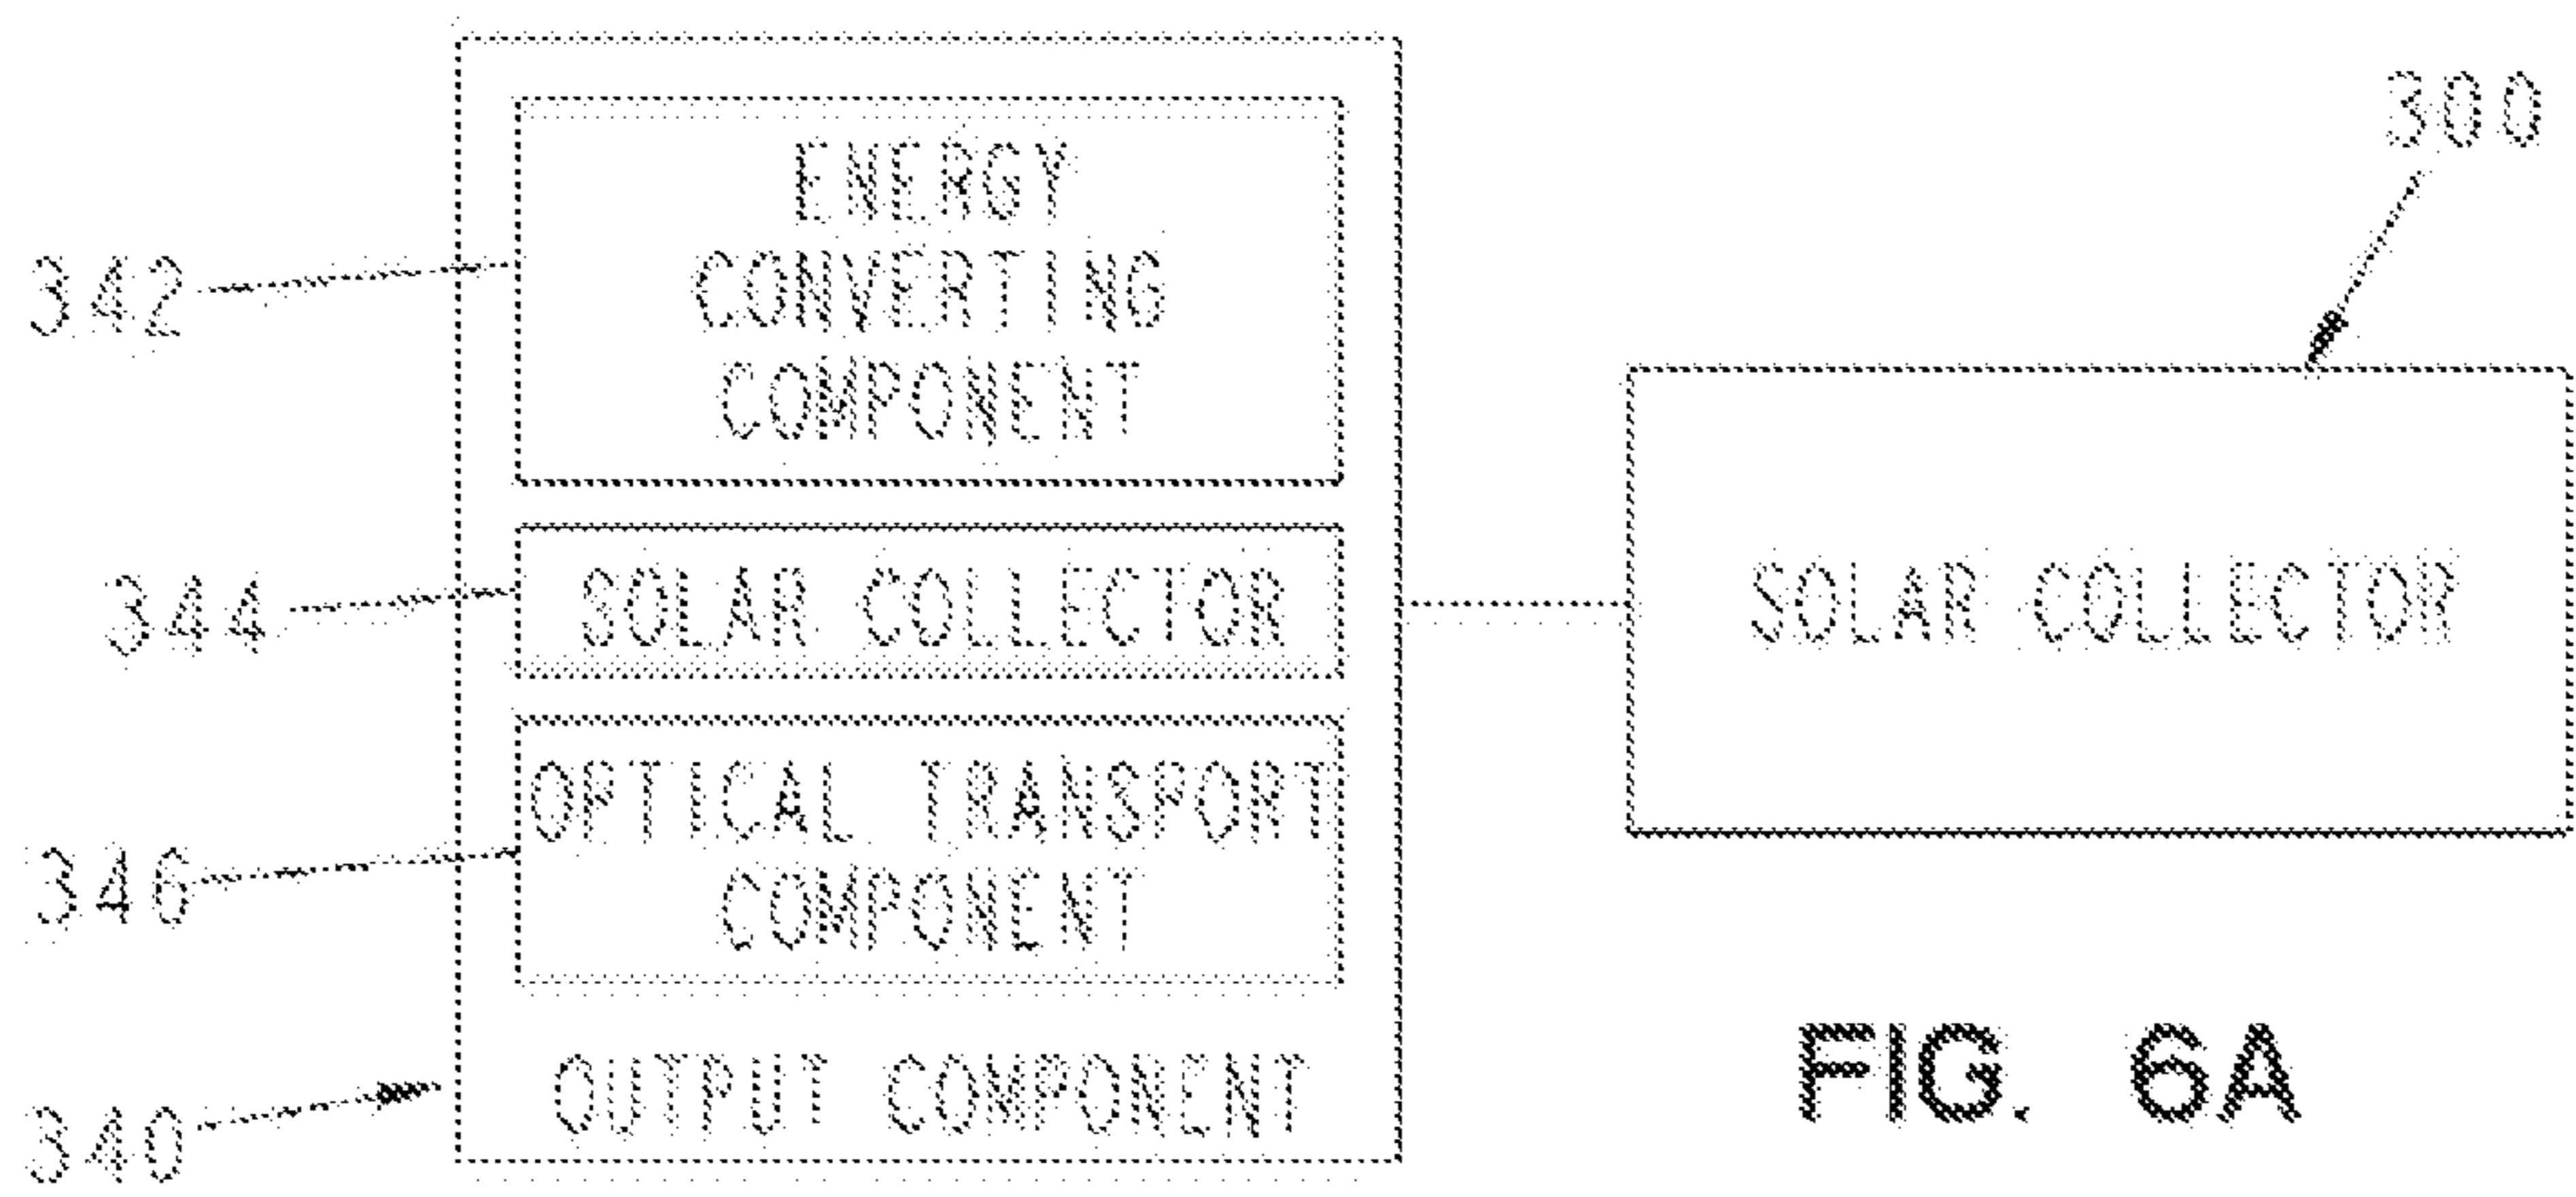 300
ENERGY
CONVERTING
COMPONENT
342
SOLAR COLLECTOR
344
SOLAR COLLECTOR
OPTICAL TRANSPORT
COMPONENT
346
OUTPUT COMPONENT
340
FIG. 6A